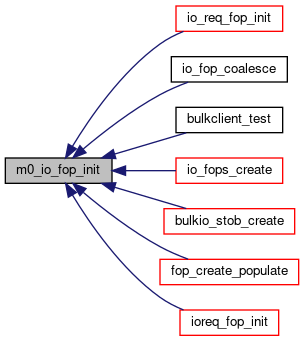 io_req_fop_init
io_fop_coalesce
bulkclient_test
m0_io_fop_init
io_fops_create
bulkio_stob_create
fop_create_populate
ioreq_fop_init